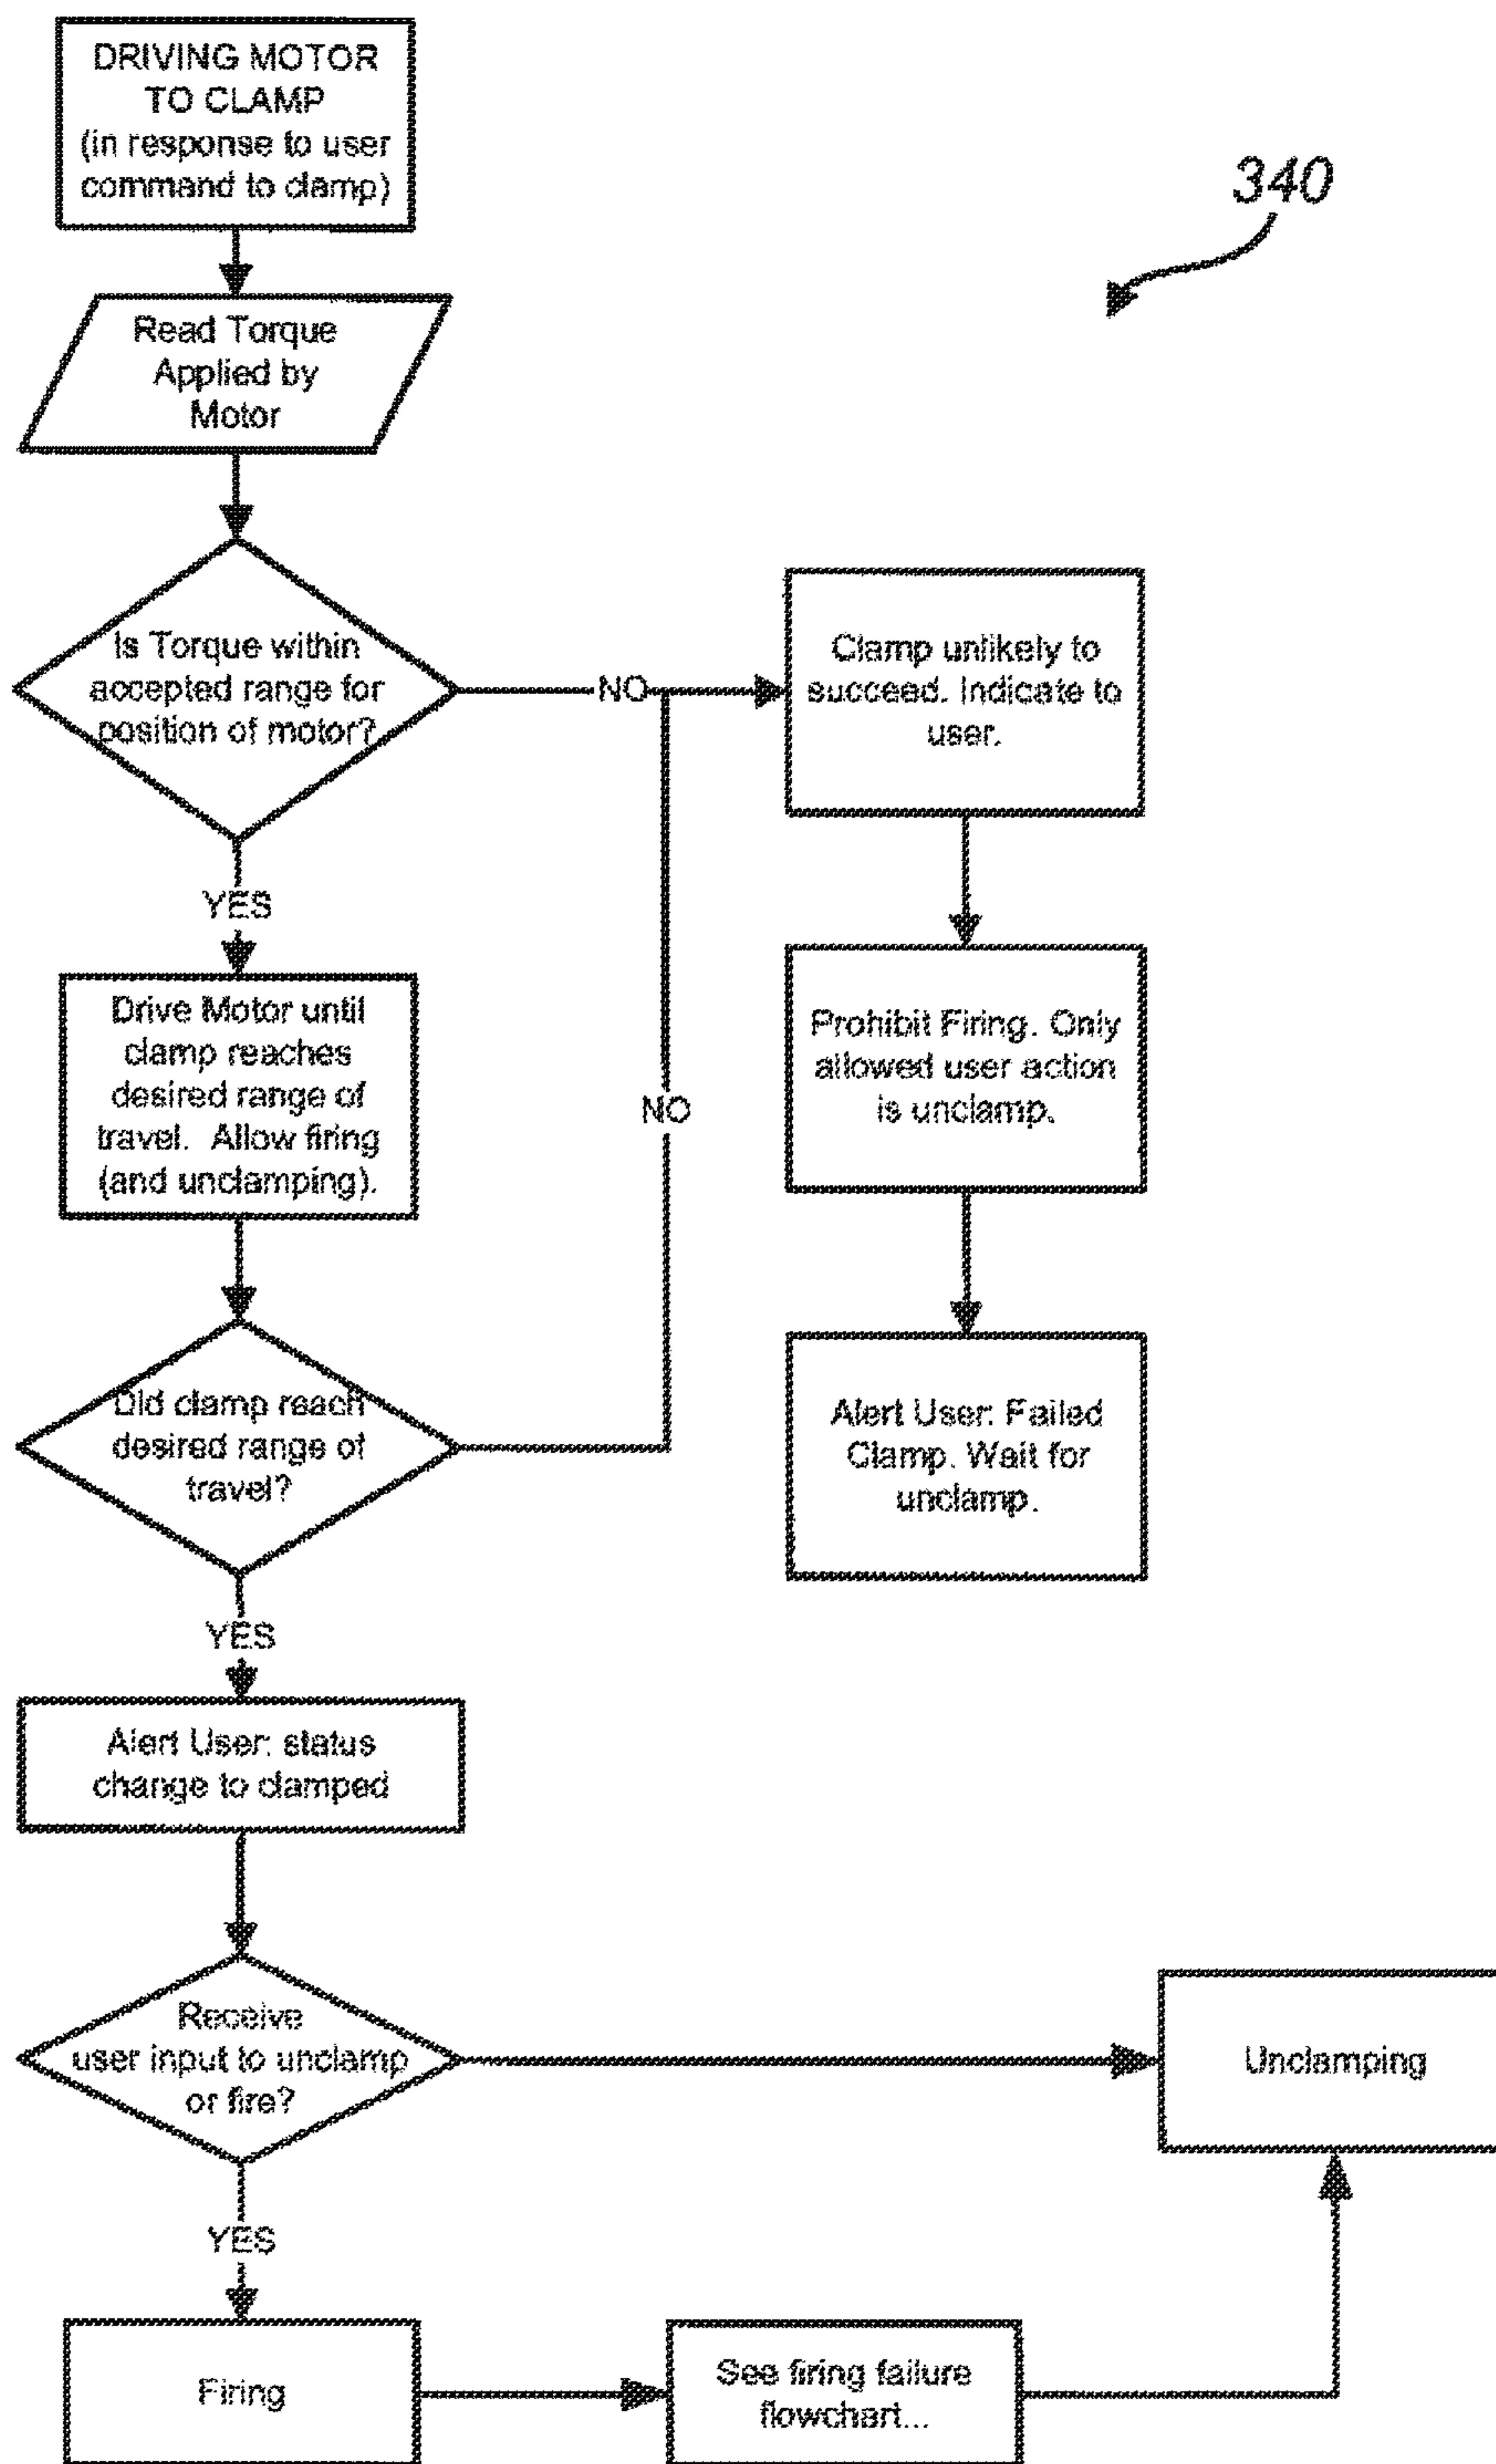 DRIVING MOTOR
TO CLAMP
(in response to user
command to clamp)
340
Read Torque
Applied by
Motor
Is Torque within
accepted range for
position of motor?
NO
Clamp unlikely to
succeed. Indicate to
user.
YES
Drive Motor until
clamp reaches
desired range of
travel. Allow firing
(and unclamping).
NO
Prohibit Firing. Only
allowed user action
is unclamp.
Did clamp reach
desired range of
travel?
Alert User: Failed
Clamp. Wait for
unclamp.
YES
Alert User: status
change to clamped
Receive
user input to unclamp
or fire?
Unclamping
YES
Firing
See firing failure
flowchart...